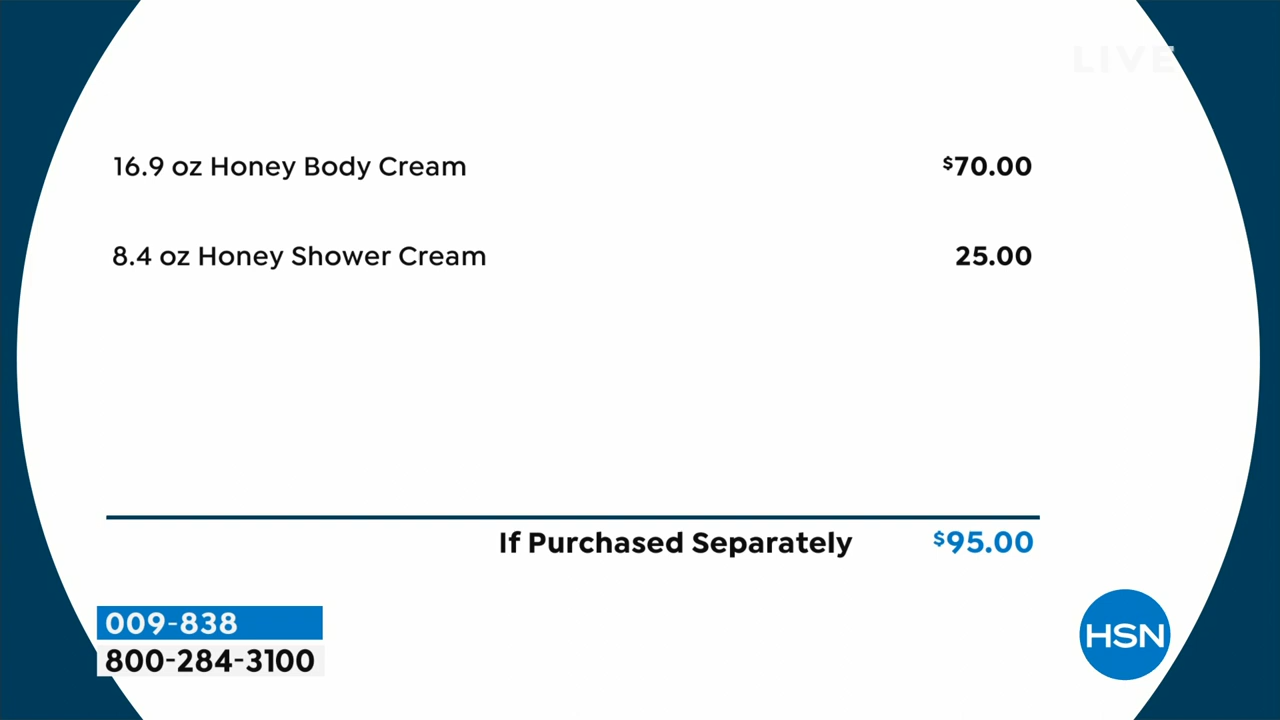 LIVE
16.9 oz Honey Body Cream $70.00
8.4 oz Honey Shower Cream 25.00
If Purchased Separately $95.00
009-838
800-284-3100
HSN